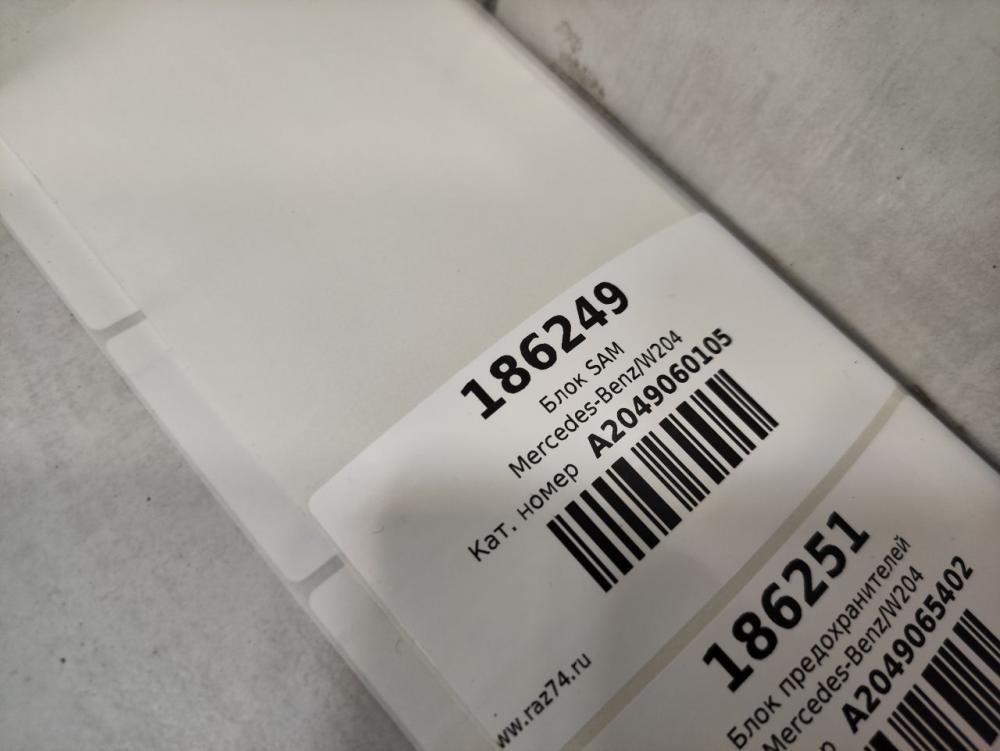 186249
Блок SAM
Mercedes-Benz/W204
Кат. номер A2049060105
www.raz74.ru
186251
Блок предохранителей
Mercedes-Benz/W204
A2049065402